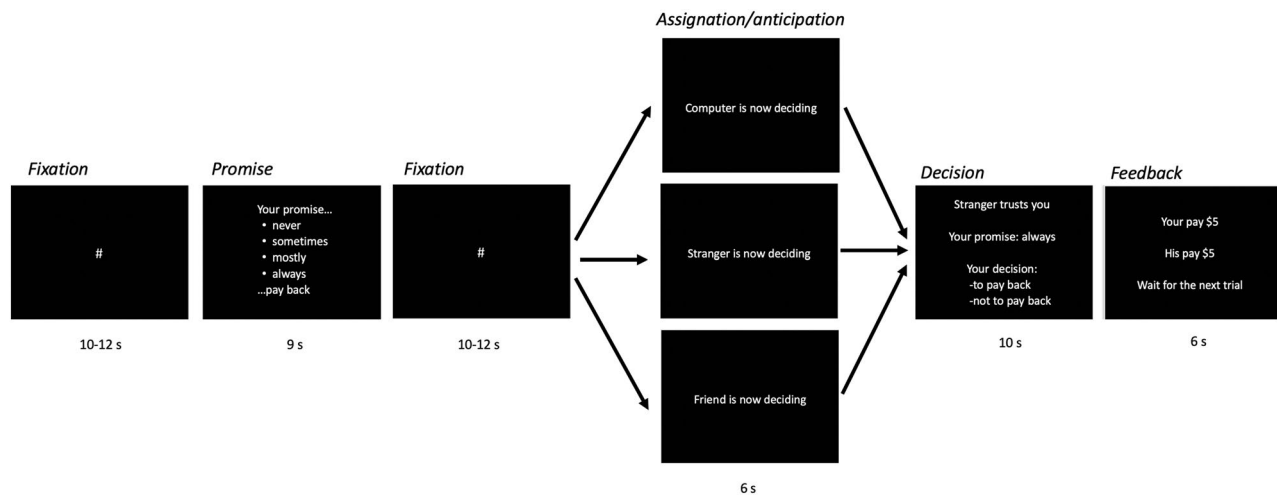 Fixation
#
10-12 s
Promise
Your promise...
• never
• sometimes
• mostly
• always
...pay back
9 s
Fixation
#
10-12 s
Assignation/anticipation
Computer is now deciding
Stranger is now deciding
Friend is now deciding
6 s
Decision
Stranger trusts you
Your promise: always
Your decision:
-to pay back
-not to pay back
10 s
Feedback
Your pay $5
His pay $5
Wait for the next trial
6 s